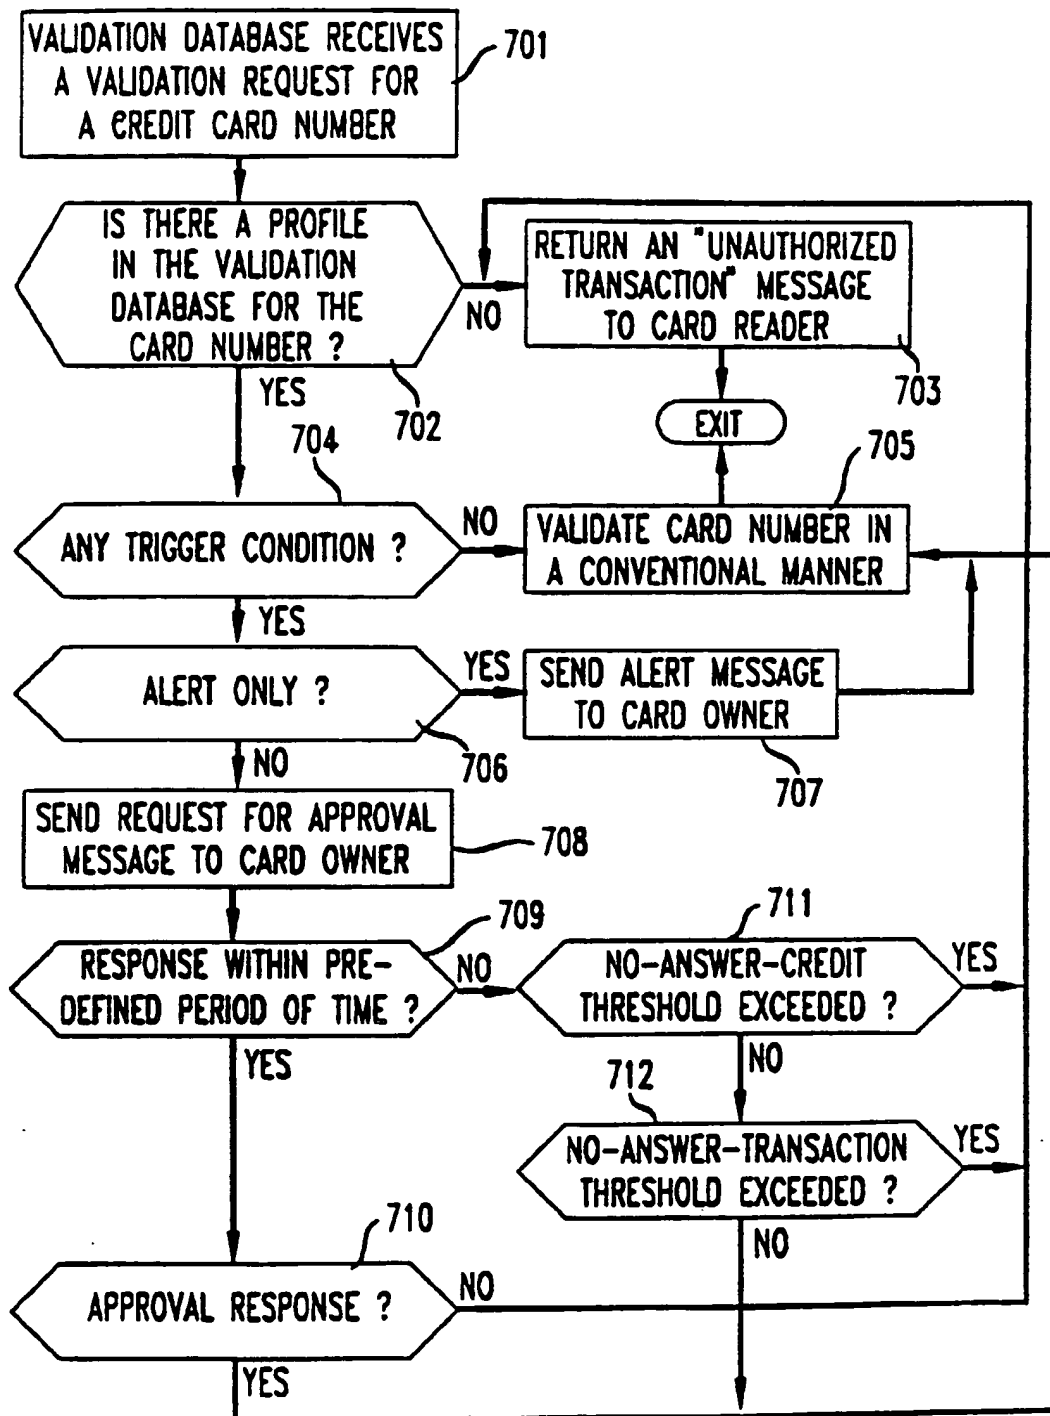 VALIDATION DATABASE RECEIVES
A VALIDATION REQUEST FOR
A CREDIT CARD NUMBER
701
IS THERE A PROFILE
IN THE VALIDATION
DATABASE FOR THE
CARD NUMBER ?
702
NO
YES
RETURN AN "UNAUTHORIZED
TRANSACTION" MESSAGE
TO CARD READER
703
EXIT
704
ANY TRIGGER CONDITION ?
NO
YES
705
VALIDATE CARD NUMBER IN
A CONVENTIONAL MANNER
ALERT ONLY ?
706
YES
NO
SEND ALERT MESSAGE
TO CARD OWNER
707
SEND REQUEST FOR APPROVAL
MESSAGE TO CARD OWNER
708
709
RESPONSE WITHIN PRE-
DEFINED PERIOD OF TIME ?
NO
YES
711
NO-ANSWER-CREDIT
THRESHOLD EXCEEDED ?
YES
NO
712
NO-ANSWER-TRANSACTION
THRESHOLD EXCEEDED ?
YES
NO
710
APPROVAL RESPONSE ?
NO
YES